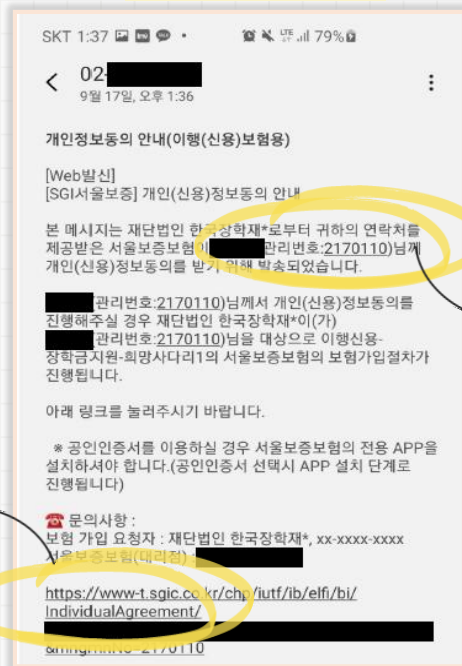 SKT 1:37
LTE 79%
02-
9월 17일, 오후 1:36
개인정보동의 안내(이행(신용)보험용)
[Web발신]
[SGI서울보증] 개인(신용)정보동의 안내
본 메시지는 재단법인 한국장학재*로부터 귀하의 연락처를
제공받은 서울보증보험이 관리번호:2170110)님께
개인(신용)정보동의를 받기 위해 발송되었습니다.
관리번호:2170110)님께서 개인(신용)정보동의를
진행해주실 경우 재단법인 한국장학재*이(가)
관리번호:2170110)님을 대상으로 이행신용-
장학금지원-희망사다리1의 서울보증보험의 보험가입절차가
진행됩니다.
아래 링크를 눌러주시기 바랍니다.
※ 공인인증서를 이용하실 경우 서울보증보험의 전용 APP을
설치하셔야 합니다.(공인인증서 선택시 APP 설치 단계로
진행됩니다)
☎ 문의사항 :
보험 가입 요청자 : 재단법인 한국장학재*, xx-xxxx-xxxx
서울보증보험(대리점) :
https://www-t.sgic.co.kr/chp/iutf/ib/elfi/bi/
IndividualAgreement/